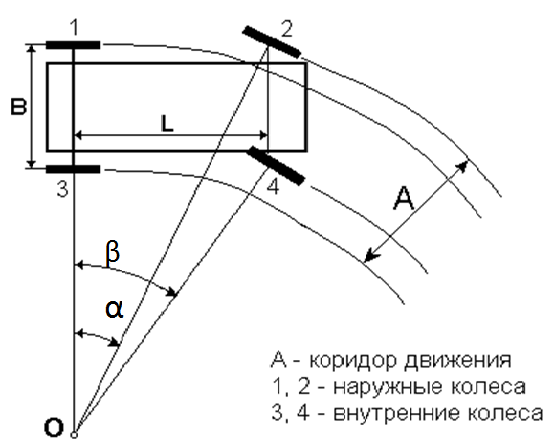 1
2
B
L
3
4
A
β
α
O
A - коридор движения
1, 2 - наружные колеса
3, 4 - внутренние колеса